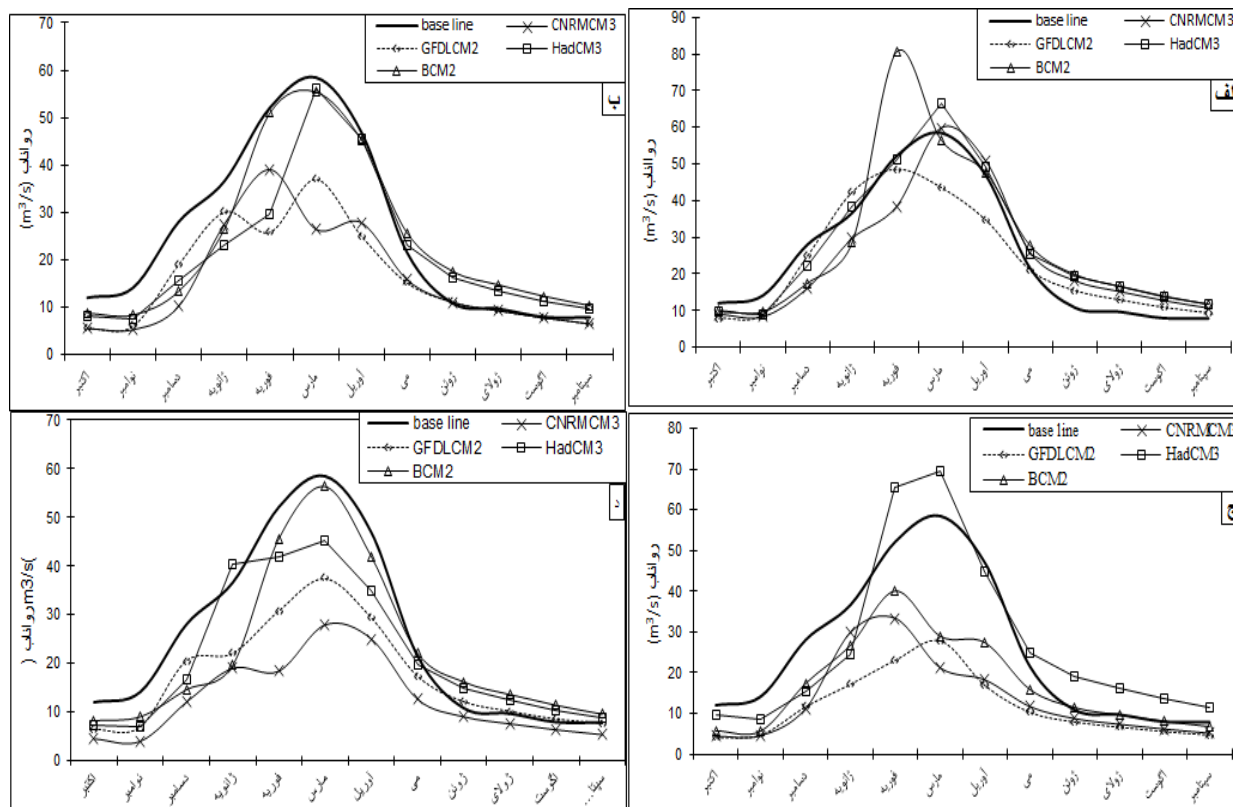 base line
CNRMCM3
GFDLCM2
HadCM3
BCM2
الف
رواناب (m³/s)
90
80
70
60
50
40
30
20
10
0
اکتبر
نوامبر
دسامبر
ژانویه
فوریه
مارس
آوریل
می
ژوئن
ژولای
آگوست
سپتامبر
base line
CNRMCM3
GFDLCM2
HadCM3
BCM2
ب
رواناب (m³/s)
70
60
50
40
30
20
10
0
اکتبر
نوامبر
دسامبر
ژانویه
فوریه
مارس
آوریل
می
ژوئن
ژولای
آگوست
سپتامبر
base line
CNRMCM3
GFDLCM2
HadCM3
BCM2
ج
رواناب (m³/s)
80
70
60
50
40
30
20
10
0
اکتبر
نوامبر
دسامبر
ژانویه
فوریه
مارس
آوریل
می
ژوئن
ژولای
آگوست
سپتامبر
base line
CNRMCM3
GFDLCM2
HadCM3
BCM2
د
( رواناب m3/s(
70
60
50
40
30
20
10
0
اکتبر
نوامبر
دسامبر
ژانویه
فوریه
مارس
آوریل
می
ژوئن
ژولای
آگوست
سپتا...